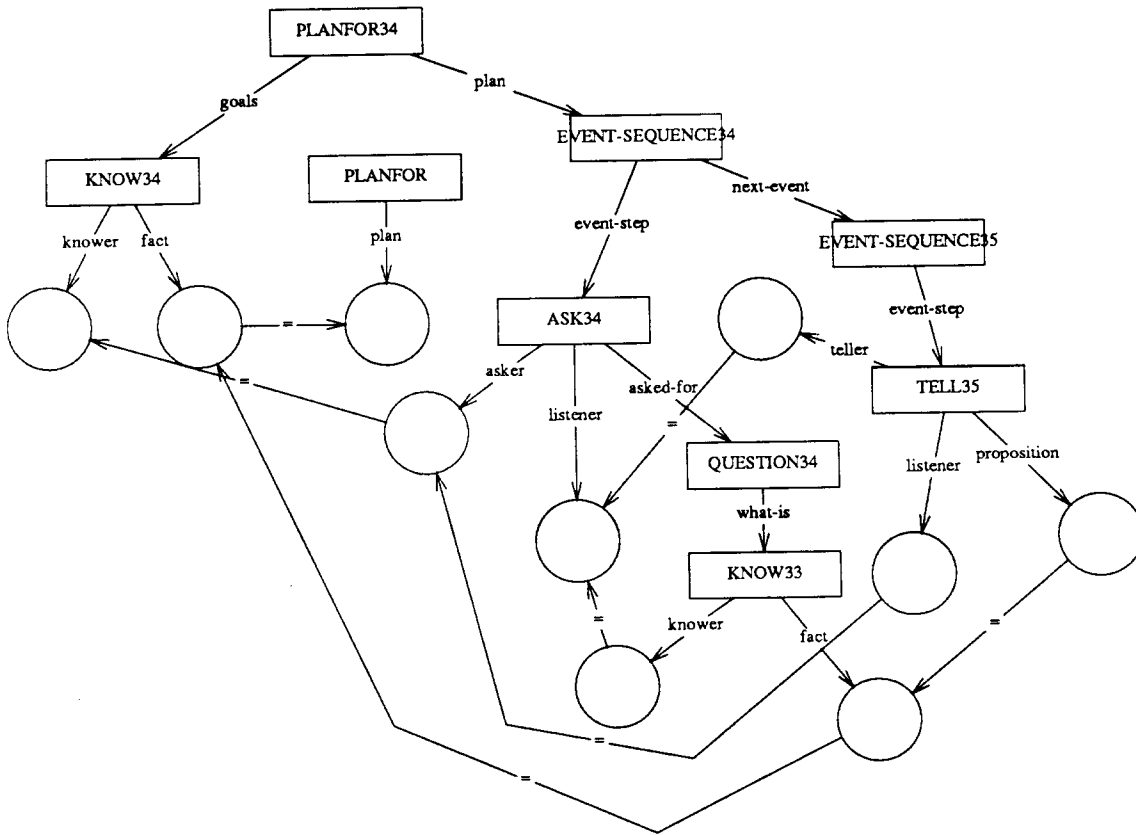 PLANFOR34
plan
goals
EVENT-SEQUENCE34
KNOW34
PLANFOR
next-event
event-step
EVENT-SEQUENCE35
knower
fact
plan
event-step
ASK34
=
teller
asker
=
asked-for
TELL35
listener
=
QUESTION34
listener
proposition
what-is
KNOW33
=
knower
fact
=
=
=